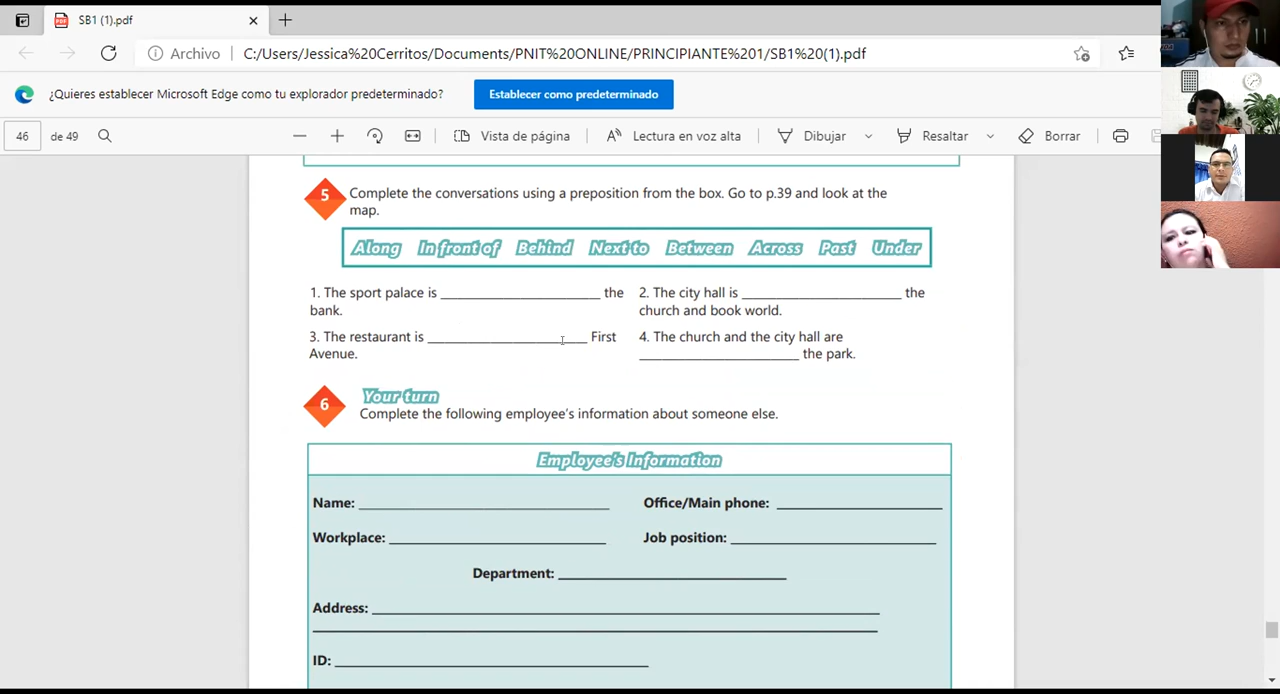 SB1 (1).pdf
Archivo
C:/Users/Jessica%20Cerritos/Documents/PNIT%20ONLINE/PRINCIPIANTE%201/SB1%20(1).pdf
¿Quieres establecer Microsoft Edge como tu explorador predeterminado?
Establecer como predeterminado
46 de 49
Vista de página
Lectura en voz alta
Dibujar
Resaltar
Borrar
5 Complete the conversations using a preposition from the box. Go to p.39 and look at the
map.
Along In front of Behind Next to Between Across Past Under
1. The sport palace is ____________________ the
bank.
2. The city hall is ____________________ the
church and book world.
3. The restaurant is ____________________ First
Avenue.
4. The church and the city hall are
____________________ the park.
6 Your turn
Complete the following employee's information about someone else.
Employee's Information
Name: ____________________ Office/Main phone: ____________________
Workplace: ____________________ Job position: ____________________
Department: ____________________
Address: ____________________
ID: ____________________